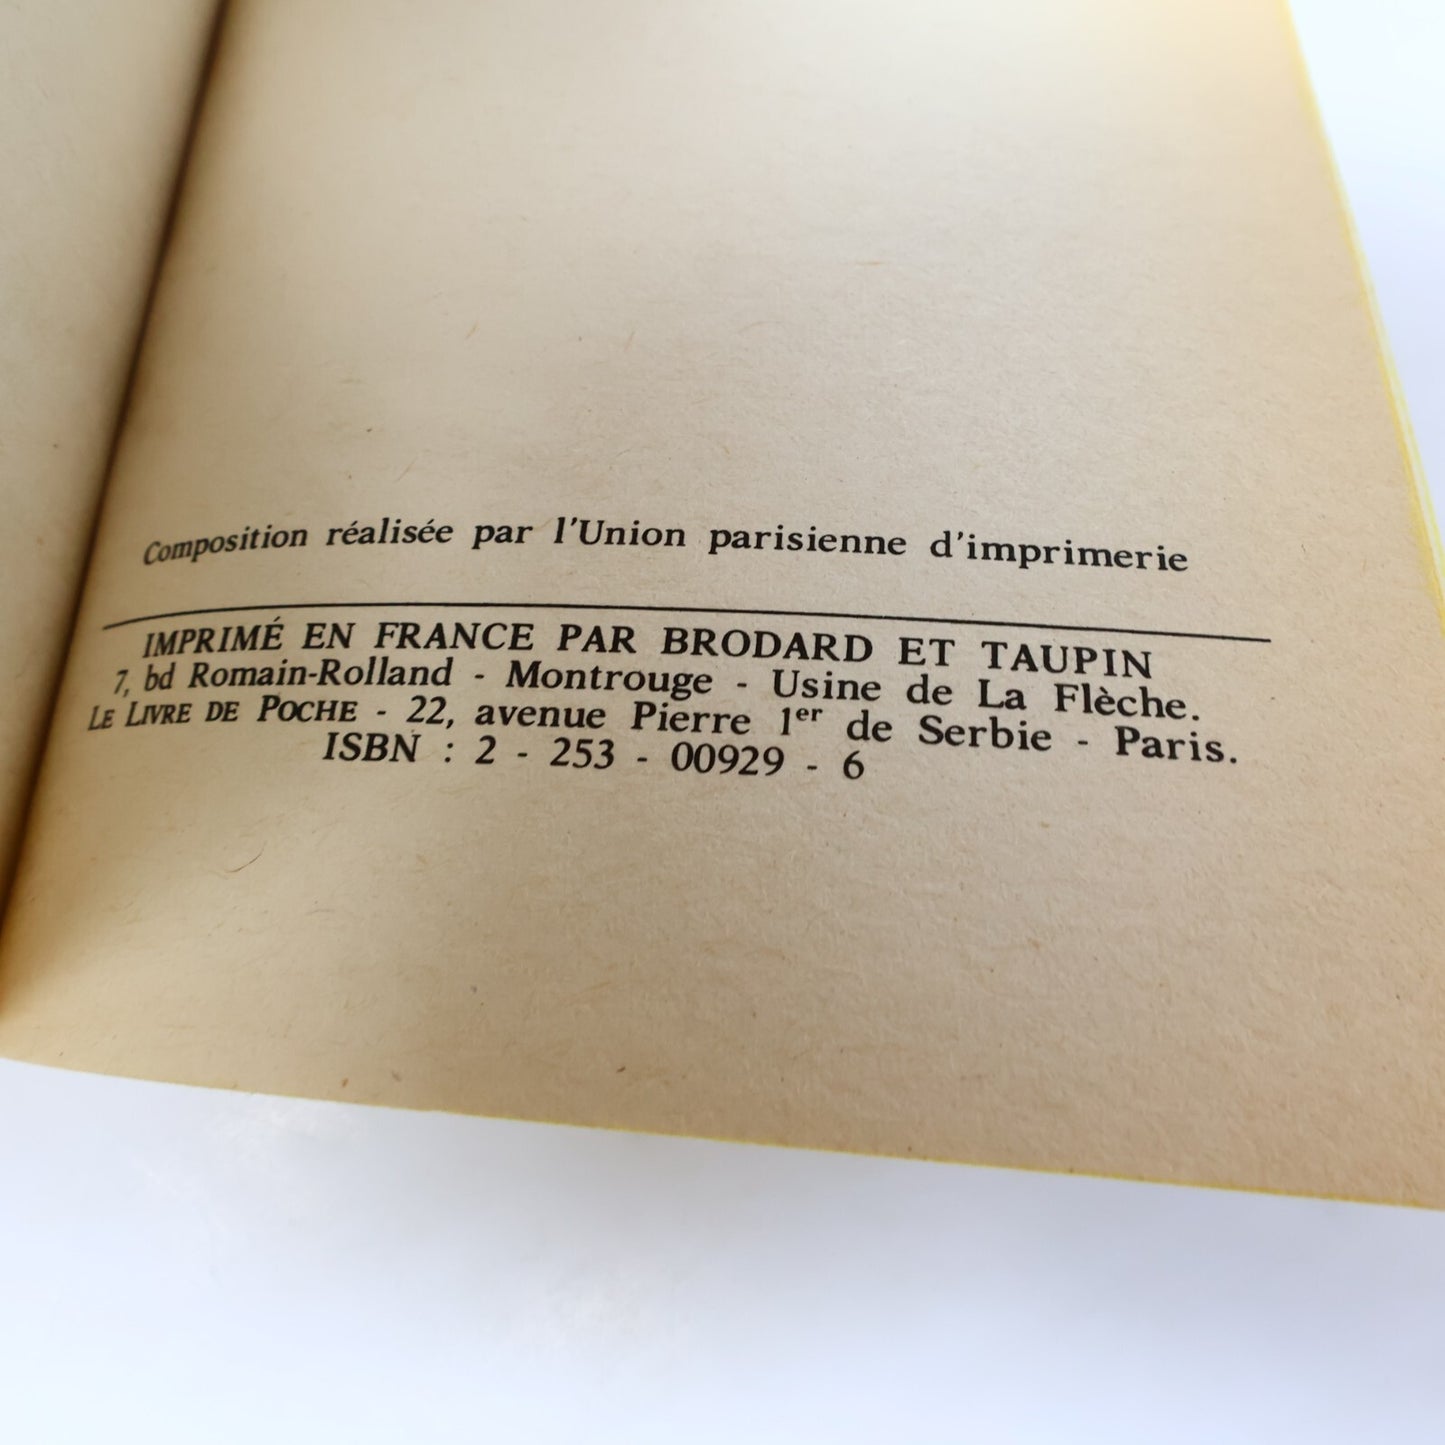 Composition réalisée par l'Union parisienne d'imprimerie
IMPRIMÉ EN FRANCE PAR BRODARD ET TAUPIN
7, bd Romain-Rolland - Montrouge - Usine de La Flèche.
LE LIVRE DE POCHE - 22, avenue Pierre 1er de Serbie - Paris.
ISBN : 2 - 253 - 00929 - 6